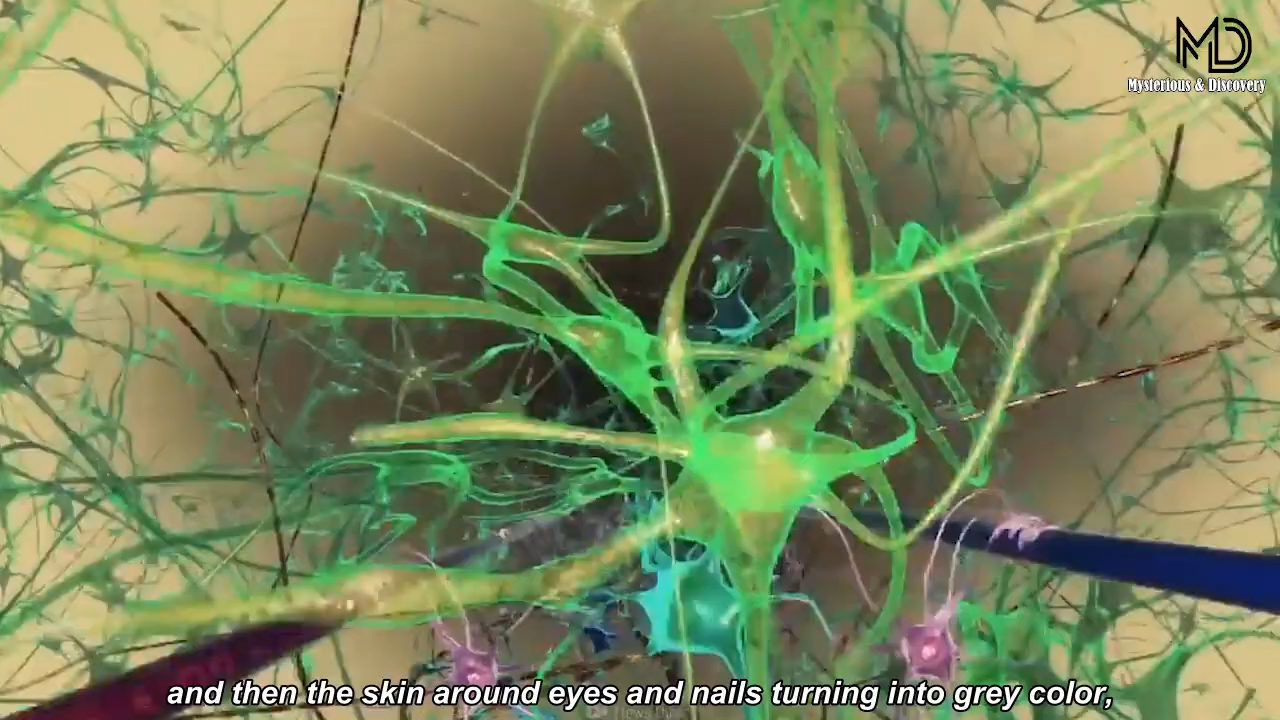 MD
Mysterious & Discovery
and then the skin around eyes and nails turning into grey color,